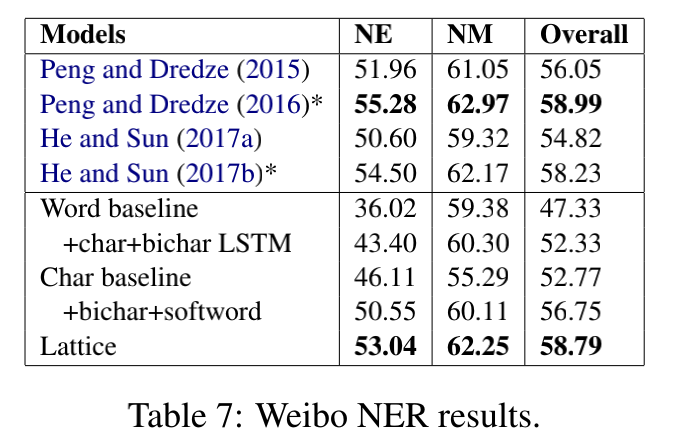 Models NE NM Overall
Peng and Dredze (2015) 51.96 61.05 56.05
Peng and Dredze (2016)* 55.28 62.97 58.99
He and Sun (2017a) 50.60 59.32 54.82
He and Sun (2017b)* 54.50 62.17 58.23
Word baseline 36.02 59.38 47.33
+char+bichar LSTM 43.40 60.30 52.33
Char baseline 46.11 55.29 52.77
+bichar+softword 50.55 60.11 56.75
Lattice 53.04 62.25 58.79
Table 7: Weibo NER results.